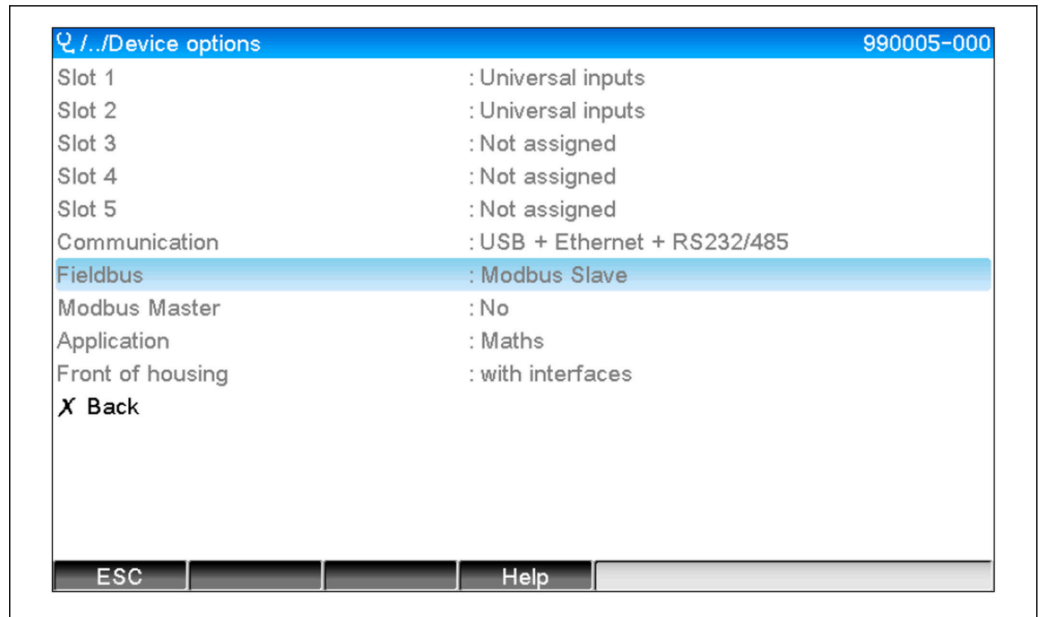 /../Device options 990005-000
Slot 1 : Universal inputs
Slot 2 : Universal inputs
Slot 3 : Not assigned
Slot 4 : Not assigned
Slot 5 : Not assigned
Communication : USB + Ethernet + RS232/485
Fieldbus : Modbus Slave
Modbus Master : No
Application : Maths
Front of housing : with interfaces
X Back
ESC Help